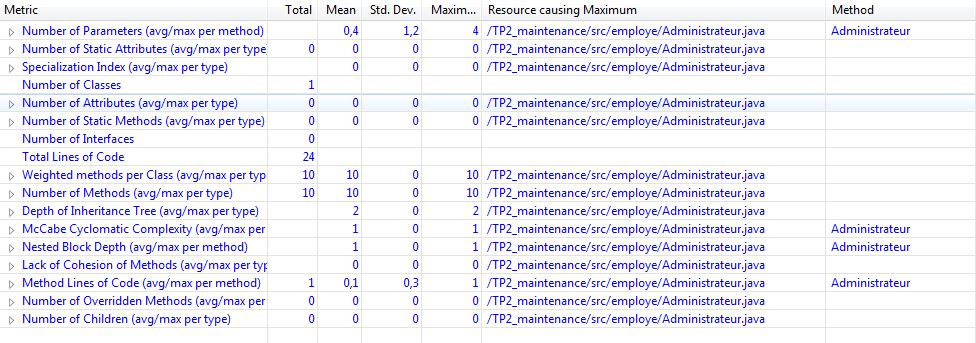 Metric Total Mean Std. Dev. Maxim... Resource causing Maximum Method
Number of Parameters (avg/max per method) 0,4 1,2 4 /TP2_maintenance/src/employe/Administrateur.java Administrateur
Number of Static Attributes (avg/max per type) 0 0 0 0 /TP2_maintenance/src/employe/Administrateur.java
Specialization Index (avg/max per type) 0 0 0 /TP2_maintenance/src/employe/Administrateur.java
Number of Classes 1
Number of Attributes (avg/max per type) 0 0 0 0 /TP2_maintenance/src/employe/Administrateur.java
Number of Static Methods (avg/max per type) 0 0 0 0 /TP2_maintenance/src/employe/Administrateur.java
Number of Interfaces 0
Total Lines of Code 24
Weighted methods per Class (avg/max per typ 10 10 0 10 /TP2_maintenance/src/employe/Administrateur.java
Number of Methods (avg/max per type) 10 10 0 10 /TP2_maintenance/src/employe/Administrateur.java
Depth of Inheritance Tree (avg/max per type) 2 0 2 /TP2_maintenance/src/employe/Administrateur.java
McCabe Cyclomatic Complexity (avg/max per 1 0 1 /TP2_maintenance/src/employe/Administrateur.java Administrateur
Nested Block Depth (avg/max per method) 1 0 1 /TP2_maintenance/src/employe/Administrateur.java Administrateur
Lack of Cohesion of Methods (avg/max per typ 0 0 0 /TP2_maintenance/src/employe/Administrateur.java
Method Lines of Code (avg/max per method) 1 0,1 0,3 1 /TP2_maintenance/src/employe/Administrateur.java Administrateur
Number of Overridden Methods (avg/max per 0 0 0 0 /TP2_maintenance/src/employe/Administrateur.java
Number of Children (avg/max per type) 0 0 0 0 /TP2_maintenance/src/employe/Administrateur.java